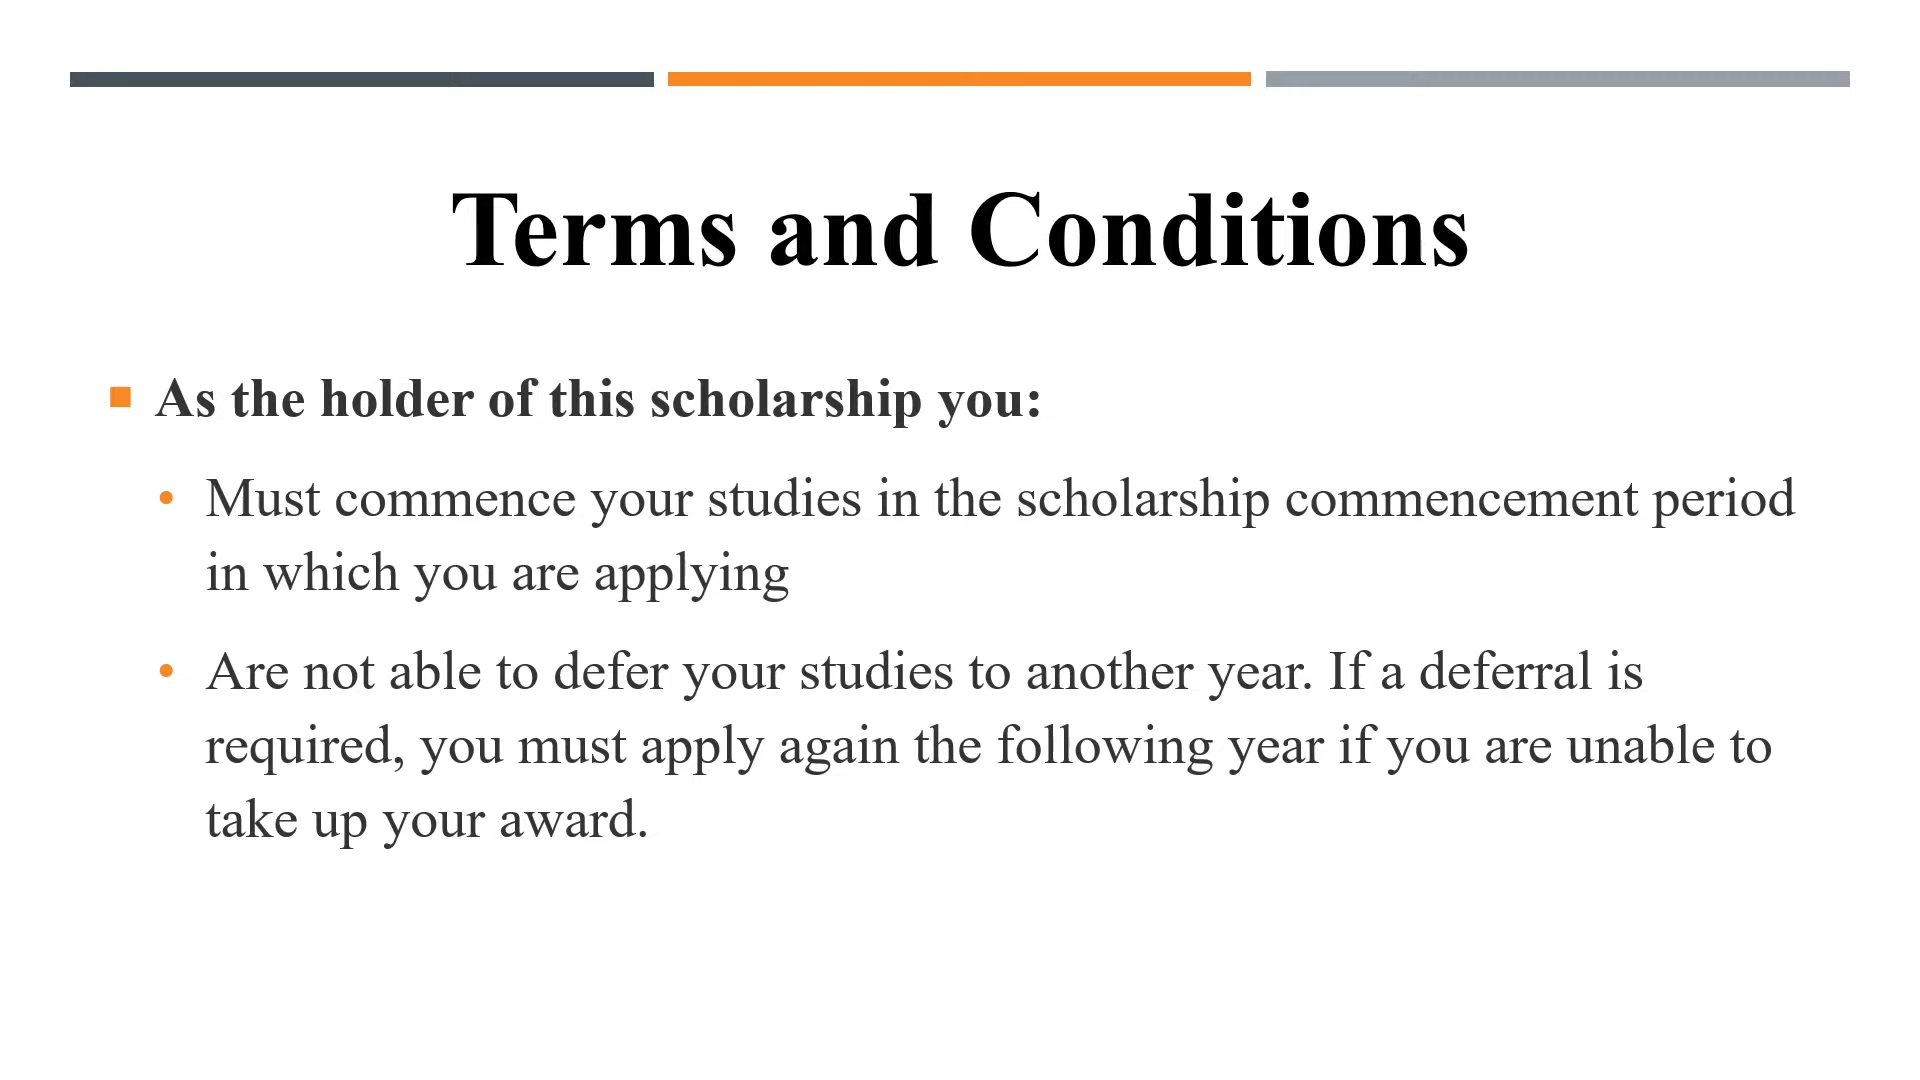 Terms and Conditions
As the holder of this scholarship you:
Must commence your studies in the scholarship commencement period
in which you are applying
Are not able to defer your studies to another year. If a deferral is
required, you must apply again the following year if you are unable to
take up your award.